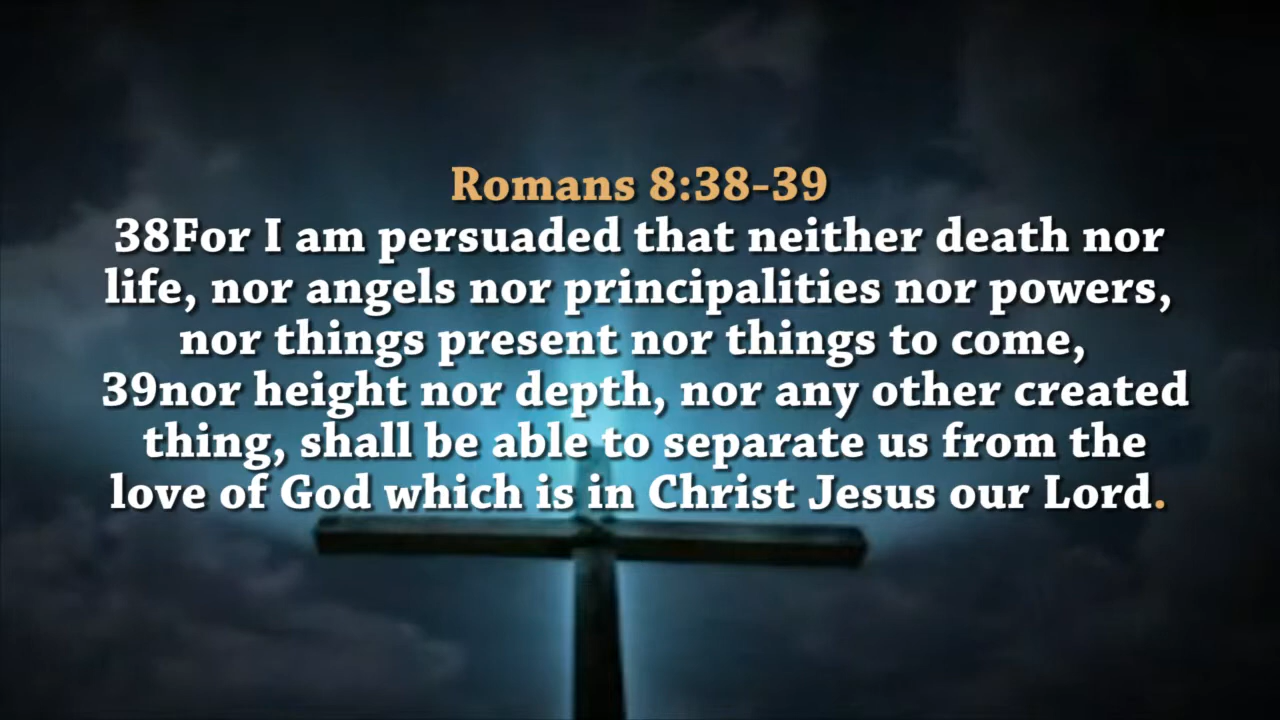 Romans 8:38-39
38For I am persuaded that neither death nor
life, nor angels nor principalities nor powers,
nor things present nor things to come,
39nor height nor depth, nor any other created
thing, shall be able to separate us from the
love of God which is in Christ Jesus our Lord.